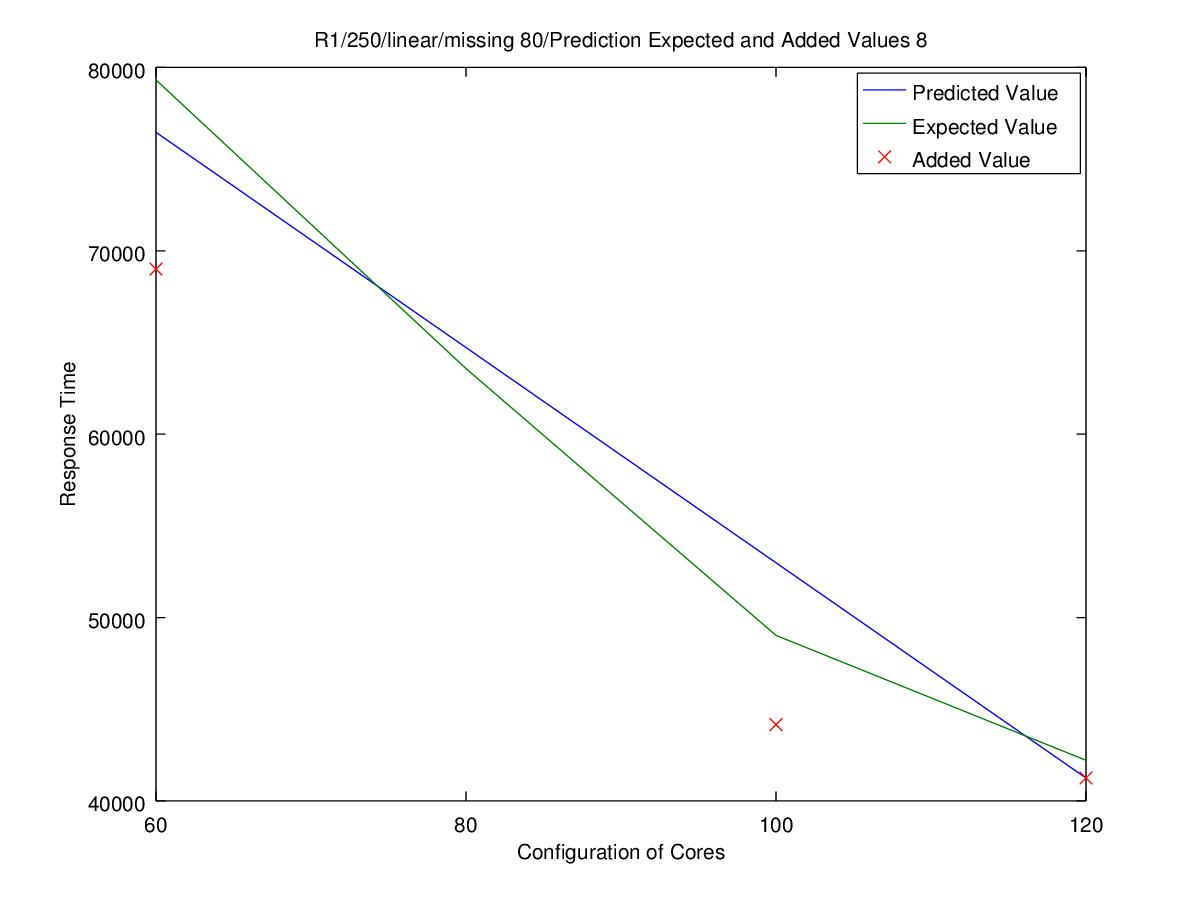 R1/250/linear/missing 80/Prediction Expected and Added Values 8
80000
70000
60000
50000
40000
60
80
100
120
Response Time
Configuration of Cores
Predicted Value
Expected Value
Added Value